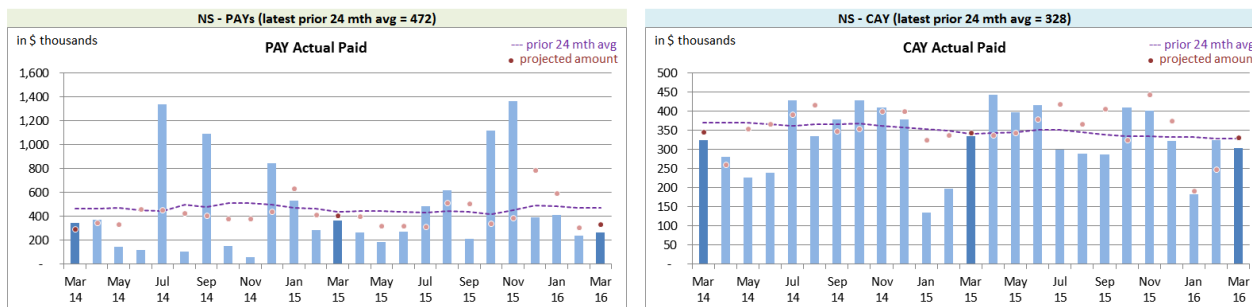 NS - PAYs (latest prior 24 mth avg = 472)
in $ thousands
PAY Actual Paid
--- prior 24 mth avg
• projected amount
1,600
1,400
1,200
1,000
800
600
400
200
-
Mar May Jul Sep Nov Jan Mar May Jul Sep Nov Jan Mar
14 14 14 14 14 15 15 15 15 15 15 16 16
NS - CAY (latest prior 24 mth avg = 328)
in $ thousands
CAY Actual Paid
--- prior 24 mth avg
• projected amount
500
450
400
350
300
250
200
150
100
50
-
Mar May Jul Sep Nov Jan Mar May Jul Sep Nov Jan Mar
14 14 14 14 14 15 15 15 15 15 15 16 16